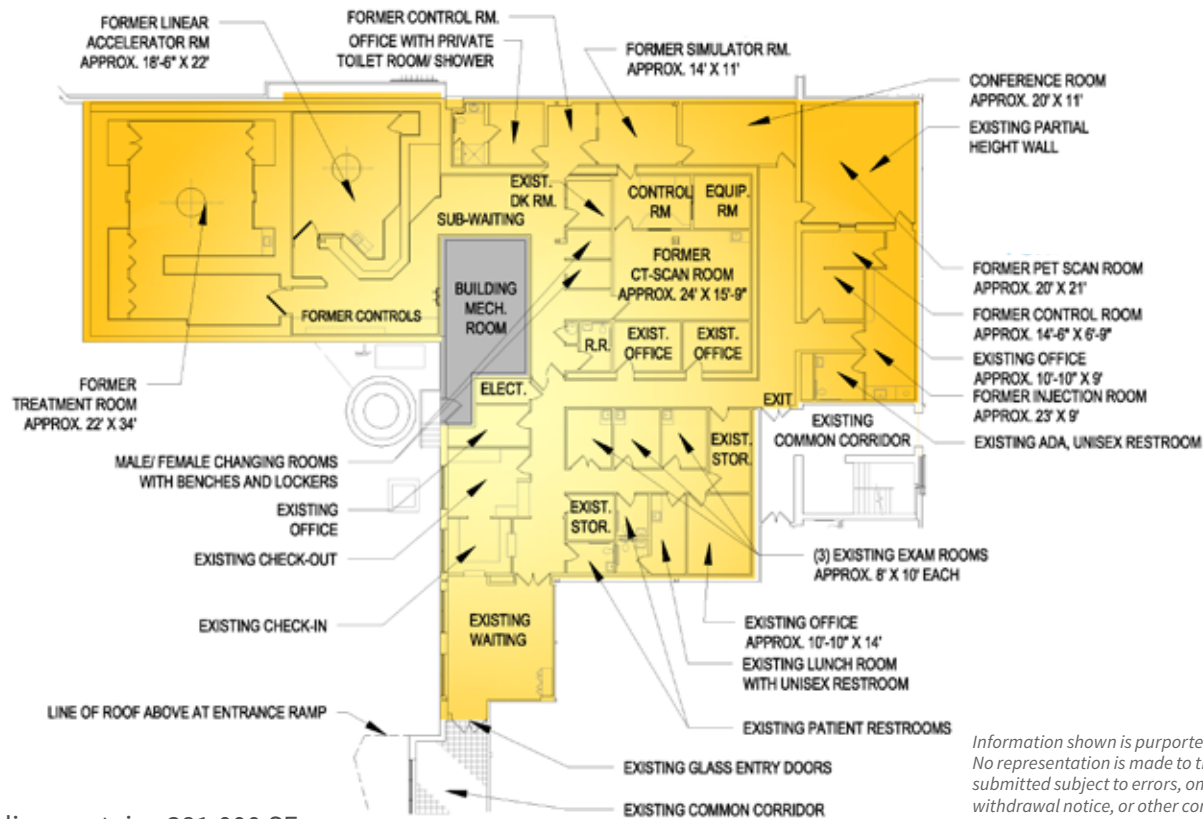 FORMER LINEAR
ACCELERATOR RM
APPROX. 18'-6" X 22'
FORMER CONTROL RM.
OFFICE WITH PRIVATE
TOILET ROOM/ SHOWER
FORMER SIMULATOR RM.
APPROX. 14' X 11'
CONFERENCE ROOM
APPROX. 20' X 11'
EXISTING PARTIAL
HEIGHT WALL
EXIST.
DK RM.
CONTROL
RM
EQUIP.
RM
SUB-WAITING
FORMER
CT-SCAN ROOM
APPROX. 24' X 15'-9"
BUILDING
MECH.
ROOM
FORMER CONTROLS
R.R.
EXIST.
OFFICE
EXIST.
OFFICE
ELECT.
EXIT
FORMER PET SCAN ROOM
APPROX. 20' X 21'
FORMER CONTROL ROOM
APPROX. 14'-6" X 6'-9"
EXISTING OFFICE
APPROX. 10'-10" X 9'
FORMER INJECTION ROOM
APPROX. 23' X 9'
EXISTING ADA, UNISEX RESTROOM
EXISTING
COMMON CORRIDOR
FORMER
TREATMENT ROOM
APPROX. 22' X 34'
MALE/ FEMALE CHANGING ROOMS
WITH BENCHES AND LOCKERS
EXISTING
OFFICE
EXISTING CHECK-OUT
EXISTING CHECK-IN
EXIST.
STOR.
EXIST.
STOR.
(3) EXISTING EXAM ROOMS
APPROX. 8' X 10' EACH
EXISTING
WAITING
EXISTING OFFICE
APPROX. 10'-10" X 14'
EXISTING LUNCH ROOM
WITH UNISEX RESTROOM
EXISTING PATIENT RESTROOMS
LINE OF ROOF ABOVE AT ENTRANCE RAMP
EXISTING GLASS ENTRY DOORS
EXISTING COMMON CORRIDOR
Information shown is purporte
No representation is made to t
submitted subject to errors, on
withdrawal notice, or other con